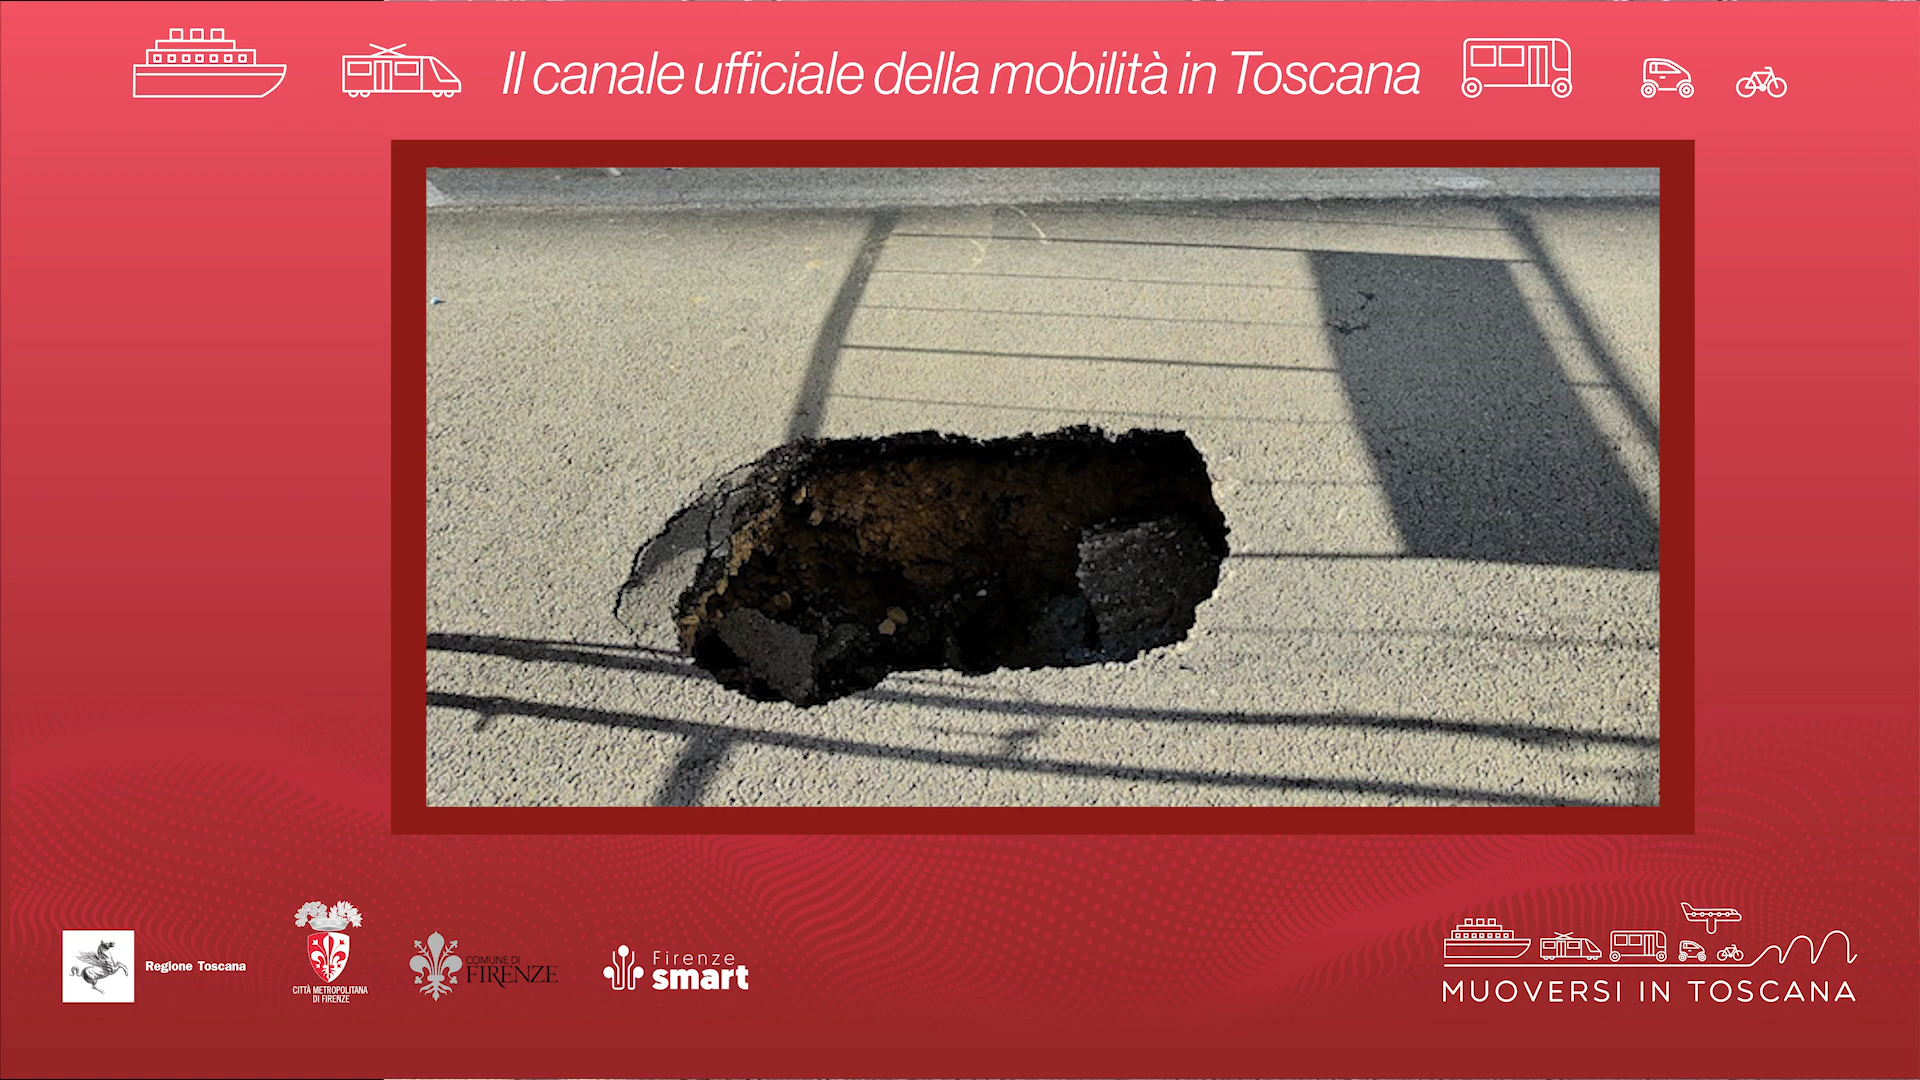 Il canale ufficiale della mobilità in Toscana
Regione Toscana
CITTÀ METROPOLITANA
DI FIRENZE
COMUNE DI
FIRENZE
Firenze
smart
MUOVERSI IN TOSCANA